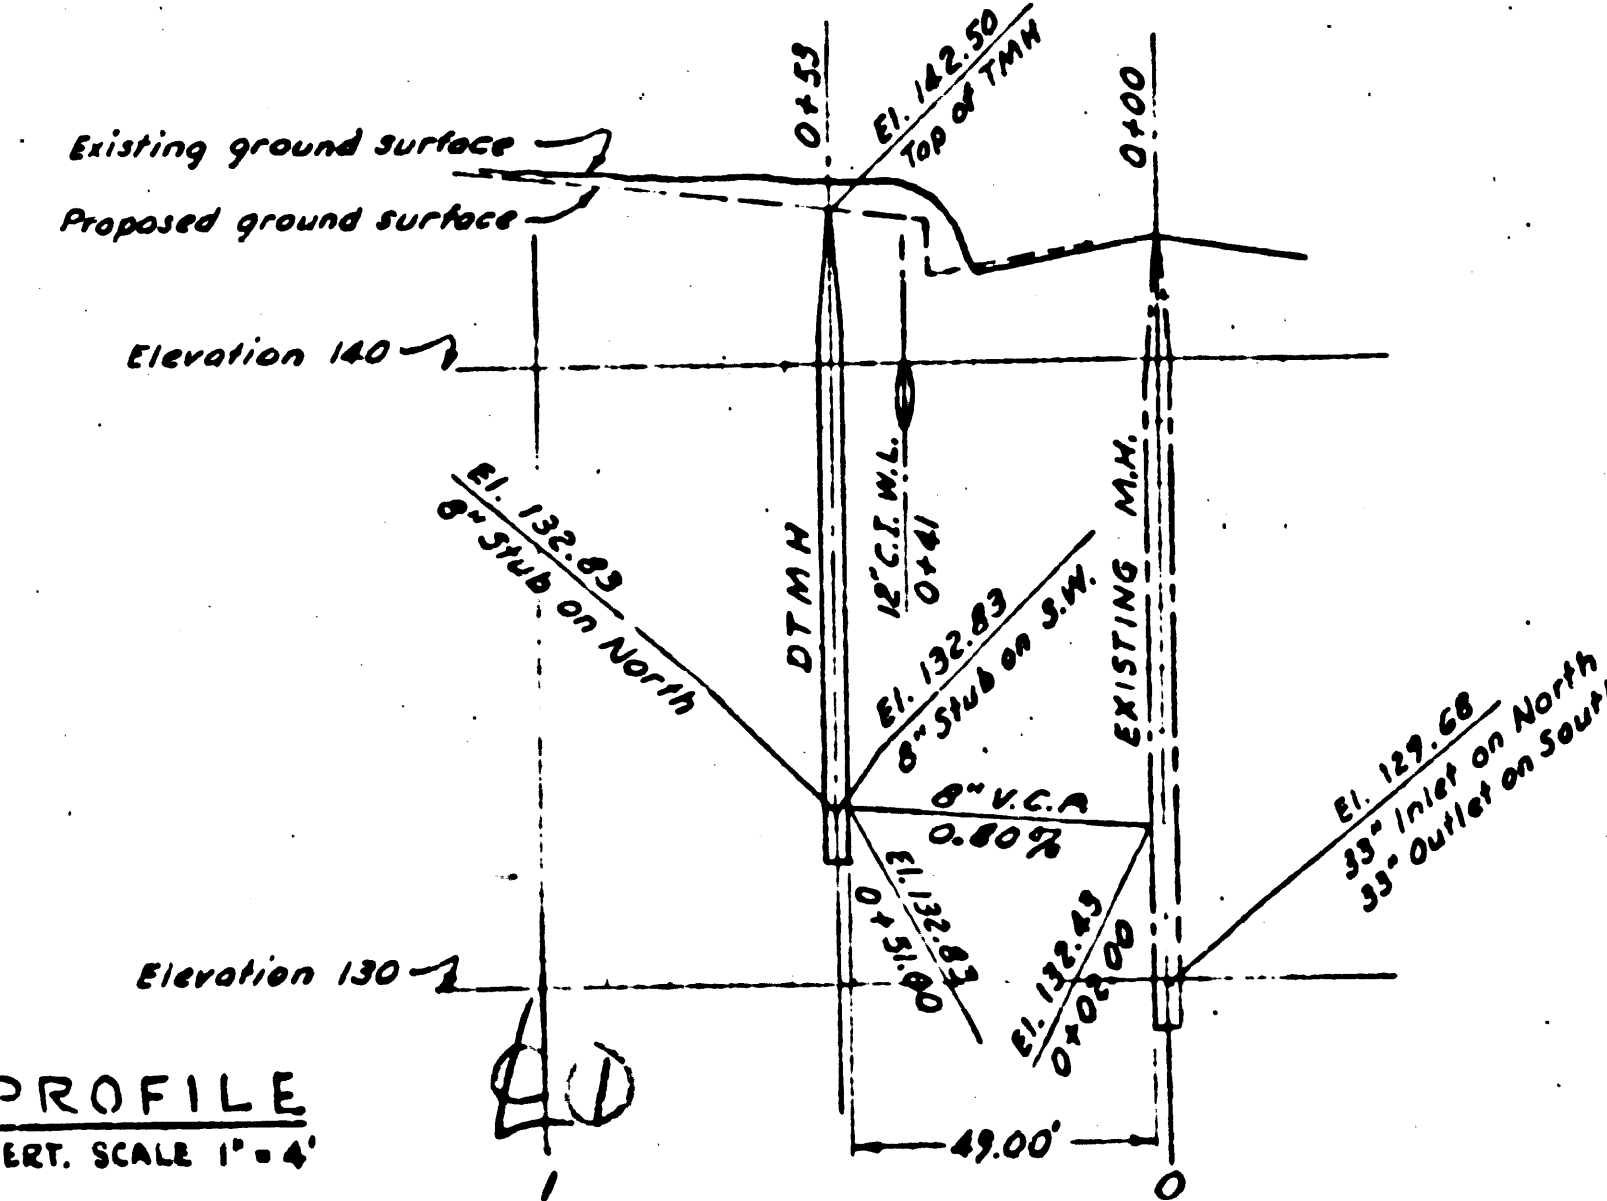 0+53
El. 142.50
Top of TMH
0+00
Existing ground surface
Proposed ground surface
Elevation 140
El. 132.83
8" Stub on North
DTMH
12" C.I. W.L.
0+41
El. 132.83
8" Stub on S.W.
EXISTING M.H.
El. 129.68
33" Inlet on North
33" Outlet on South
8" V.C.P.
0.80%
El. 132.83
0+51.00
El. 132.43
0+02.00
Elevation 130
PROFILE
VERT. SCALE 1" = 4'
49.00'
1
0